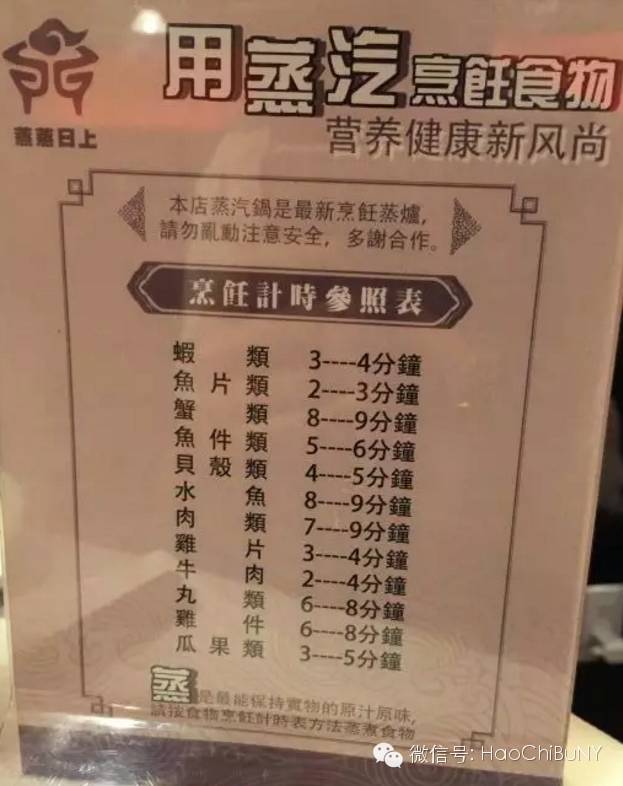 蒸蒸日上
用蒸汽烹飪食物
营养健康新风尚
本店蒸汽鍋是最新烹飪蒸爐,
請勿亂動注意安全，多謝合作。
烹飪計時參照表
蝦類 3----4分鐘
魚片類 2----3分鐘
蟹類 8----9分鐘
魚件類 5----6分鐘
貝殼類 4----5分鐘
水魚 8----9分鐘
肉類 7----9分鐘
雞片 3----4分鐘
牛肉 2----4分鐘
丸類 6----8分鐘
雞件 6----8分鐘
瓜果類 3----5分鐘
蒸是最能保持實物的原汁原味,
請按食物烹飪計時表方法蒸煮食物
微信号: HaoChiBUNY